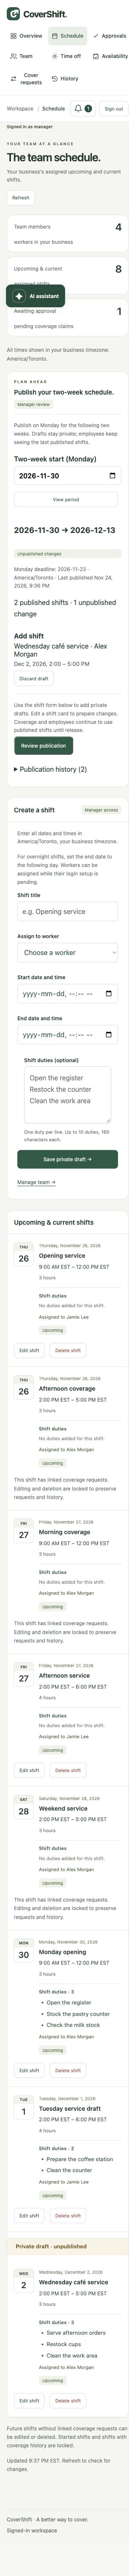 CoverShift.
Overview
Schedule
Approvals
Team
Time off
Availability
Cover
requests
History
Workspace / Schedule
1
Sign out
Signed in as manager
YOUR TEAM AT A GLANCE
The team schedule.
Your business's assigned upcoming and current
shifts.
Refresh
Team members
4
workers in your business
Upcoming & current
8
assigned shifts
AI assistant
Awaiting approval
1
pending coverage claims
All times shown in your business timezone:
America/Toronto.
PLAN AHEAD
Publish your two-week schedule.
Manager review
Publish on Monday for the following two
weeks. Drafts stay private; employees keep
seeing the last published shifts.
Two-week start (Monday)
2026-11-30
View period
2026-11-30 → 2026-12-13
Unpublished changes
Monday deadline: 2026-11-23 ·
America/Toronto · Last published Nov 24,
2026, 9:36 PM
2 published shifts · 1 unpublished
change
Add shift
Wednesday café service · Alex
Morgan
Dec 2, 2026, 2:00 – 5:00 PM
Discard draft
Use the shift form below to add private
drafts. Edit a shift card to prepare changes.
Coverage and employees continue to use
published shifts until release.
Review publication
Publication history (2)
Create a shift
Manager access
Enter all dates and times in
America/Toronto, your business timezone.
For overnight shifts, set the end date to
the following day. Workers can be
assigned while their login setup is
pending.
Shift title
e.g. Opening service
Assign to worker
Choose a worker
Start date and time
yyyy-mm-dd, --:-- --
End date and time
yyyy-mm-dd, --:-- --
Shift duties (optional)
Open the register
Restock the counter
Clean the work area
One duty per line. Up to 10 duties, 160
characters each.
Save private draft →
Manage team →
Upcoming & current shifts
THU
26
Thursday, November 26, 2026
Opening service
9:00 AM EST – 12:00 PM EST
3 hours
Shift duties
No duties added for this shift.
Assigned to Jamie Lee
Upcoming
Edit shift
Delete shift
THU
26
Thursday, November 26, 2026
Afternoon coverage
2:00 PM EST – 5:00 PM EST
3 hours
Shift duties
No duties added for this shift.
Assigned to Alex Morgan
Upcoming
This shift has linked coverage requests.
Editing and deletion are locked to preserve
requests and history.
FRI
27
Friday, November 27, 2026
Morning coverage
9:00 AM EST – 12:00 PM EST
3 hours
Shift duties
No duties added for this shift.
Assigned to Alex Morgan
Upcoming
This shift has linked coverage requests.
Editing and deletion are locked to preserve
requests and history.
FRI
27
Friday, November 27, 2026
Afternoon service
2:00 PM EST – 6:00 PM EST
4 hours
Shift duties
No duties added for this shift.
Assigned to Jamie Lee
Upcoming
Edit shift
Delete shift
SAT
28
Saturday, November 28, 2026
Weekend service
2:00 PM EST – 5:00 PM EST
3 hours
Shift duties
No duties added for this shift.
Assigned to Alex Morgan
Upcoming
This shift has linked coverage requests.
Editing and deletion are locked to preserve
requests and history.
MON
30
Monday, November 30, 2026
Monday opening
9:00 AM EST – 12:00 PM EST
3 hours
Shift duties · 3
• Open the register
• Stock the pastry counter
• Check the milk stock
Assigned to Alex Morgan
Upcoming
Edit shift
Delete shift
TUE
1
Tuesday, December 1, 2026
Tuesday service draft
2:00 PM EST – 6:00 PM EST
4 hours
Shift duties · 2
• Prepare the coffee station
• Clean the counter
Assigned to Jamie Lee
Upcoming
Edit shift
Delete shift
Private draft · unpublished
WED
2
Wednesday, December 2, 2026
Wednesday café service
2:00 PM EST – 5:00 PM EST
3 hours
Shift duties · 3
• Serve afternoon orders
• Restock cups
• Clean the work area
Assigned to Alex Morgan
Upcoming
Edit shift
Delete shift
Future shifts without linked coverage requests can
be edited or deleted. Started shifts and shifts with
coverage history are locked.
Updated 9:37 PM EST. Refresh to check for
changes.
CoverShift · A better way to cover.
Signed-in workspace